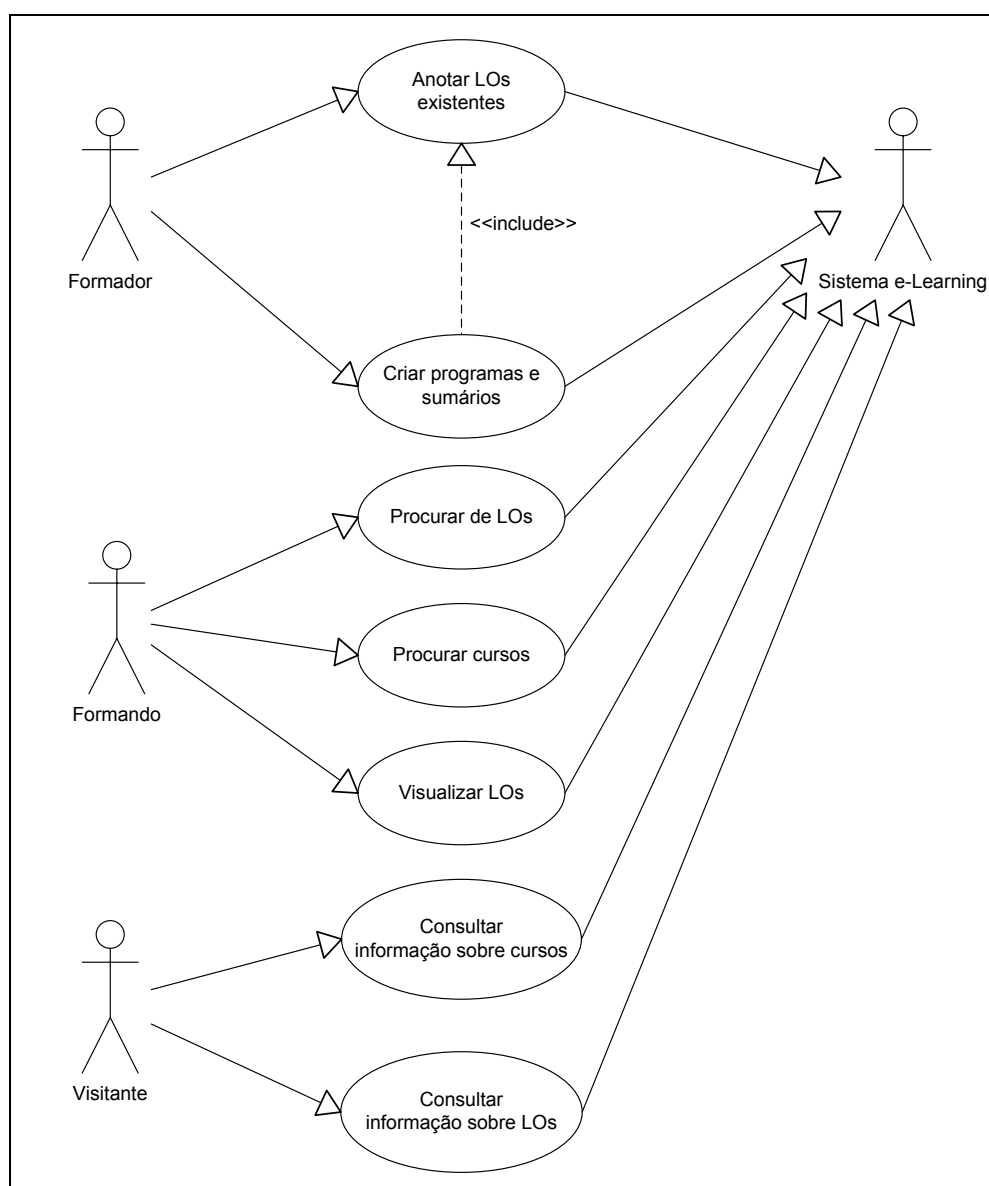 Anotar LOs
existentes
<<include>>
Formador
Sistema e-Learning
Criar programas e
sumários
Procurar de LOs
Procurar cursos
Formando
Visualizar LOs
Consultar
informação sobre cursos
Visitante
Consultar
informação sobre LOs